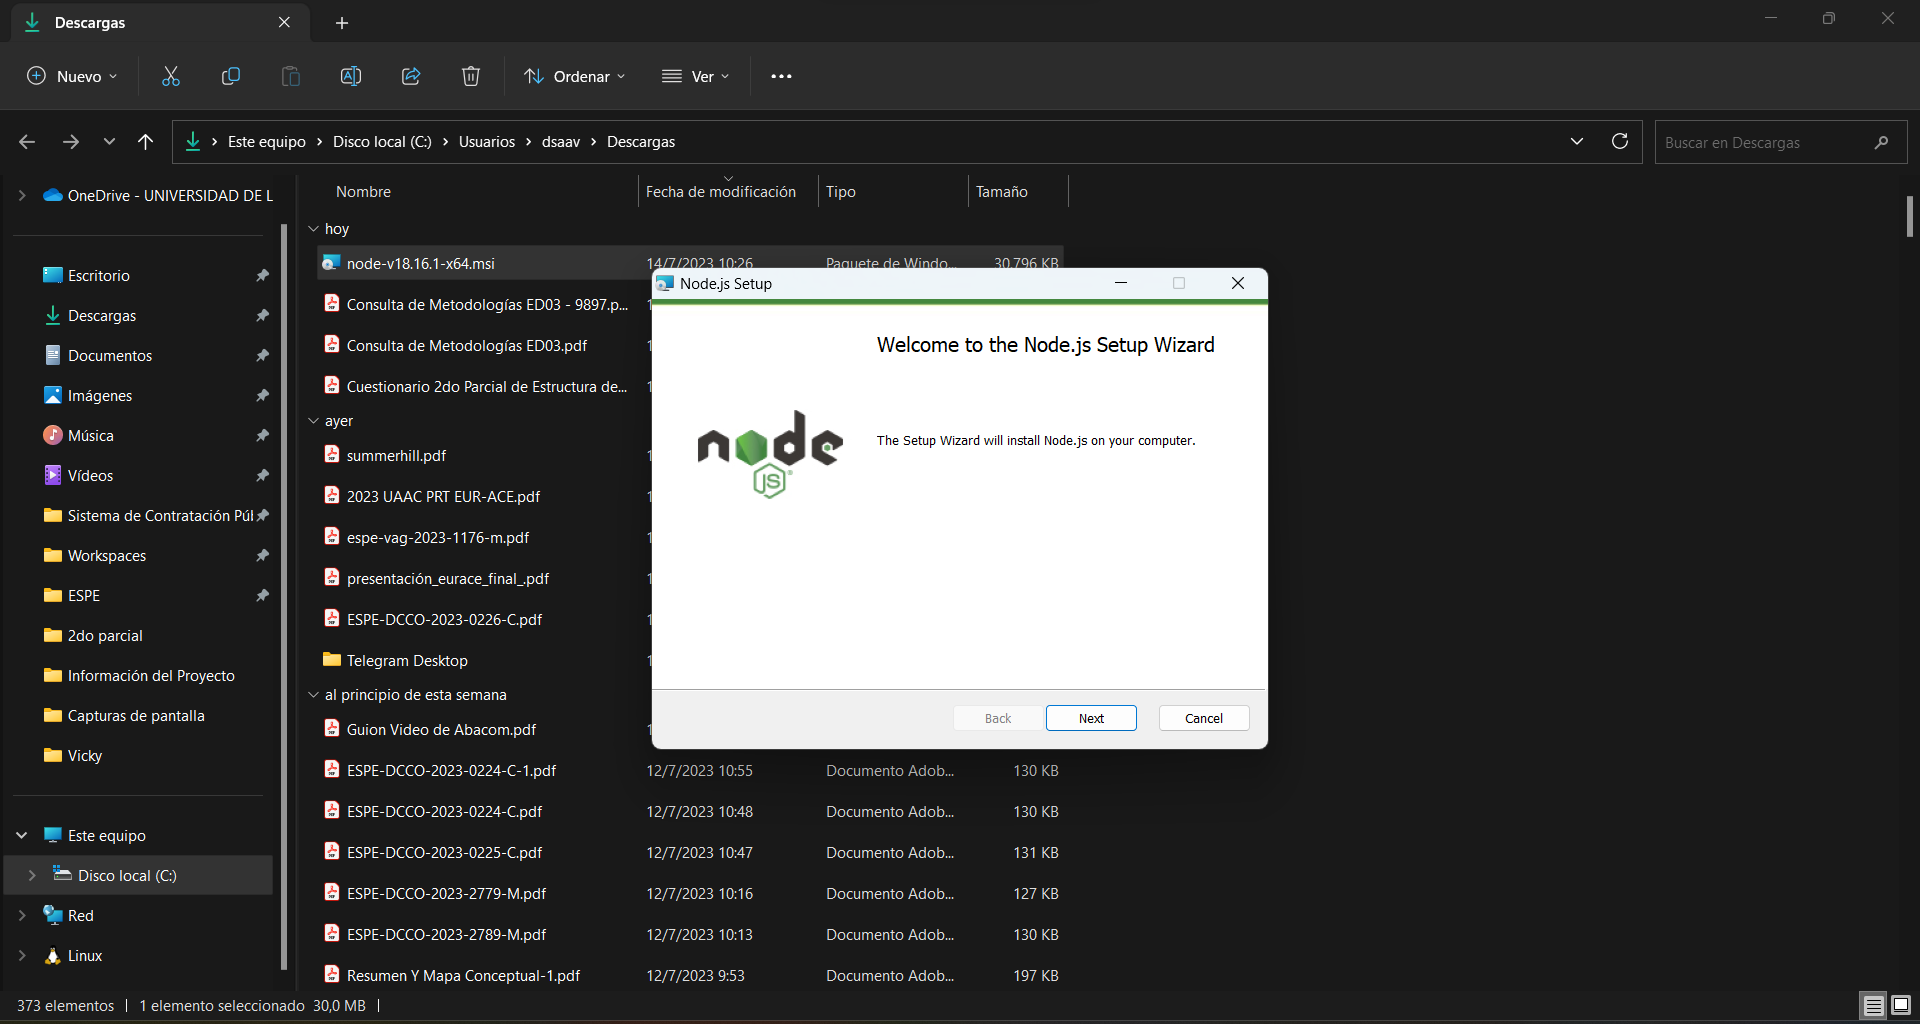 Descargas
Nuevo
Ordenar
Ver
Este equipo > Disco local (C:) > Usuarios > dsaav > Descargas
Buscar en Descargas
OneDrive - UNIVERSIDAD DE L
Escritorio
Descargas
Documentos
Imágenes
Música
Vídeos
Sistema de Contratación Púl
Workspaces
ESPE
2do parcial
Información del Proyecto
Capturas de pantalla
Vicky
Este equipo
Disco local (C:)
Red
Linux
Nombre Fecha de modificación Tipo Tamaño
hoy
node-v18.16.1-x64.msi 14/7/2023 10:26 Paquete de Windo... 30.796 KB
Consulta de Metodologías ED03 - 9897.p... 1
Consulta de Metodologías ED03.pdf 1
Cuestionario 2do Parcial de Estructura de... 1
ayer
summerhill.pdf 1
2023 UAAC PRT EUR-ACE.pdf 1
espe-vag-2023-1176-m.pdf 1
presentación_eurace_final_.pdf 1
ESPE-DCCO-2023-0226-C.pdf 1
Telegram Desktop 1
al principio de esta semana
Guion Video de Abacom.pdf 1
ESPE-DCCO-2023-0224-C-1.pdf 12/7/2023 10:55 Documento Adob... 130 KB
ESPE-DCCO-2023-0224-C.pdf 12/7/2023 10:48 Documento Adob... 130 KB
ESPE-DCCO-2023-0225-C.pdf 12/7/2023 10:47 Documento Adob... 131 KB
ESPE-DCCO-2023-2779-M.pdf 12/7/2023 10:16 Documento Adob... 127 KB
ESPE-DCCO-2023-2789-M.pdf 12/7/2023 10:13 Documento Adob... 130 KB
Resumen Y Mapa Conceptual-1.pdf 12/7/2023 9:53 Documento Adob... 197 KB
Node.js Setup
Welcome to the Node.js Setup Wizard
node
JS
The Setup Wizard will install Node.js on your computer.
Back Next Cancel
373 elementos | 1 elemento seleccionado 30,0 MB |